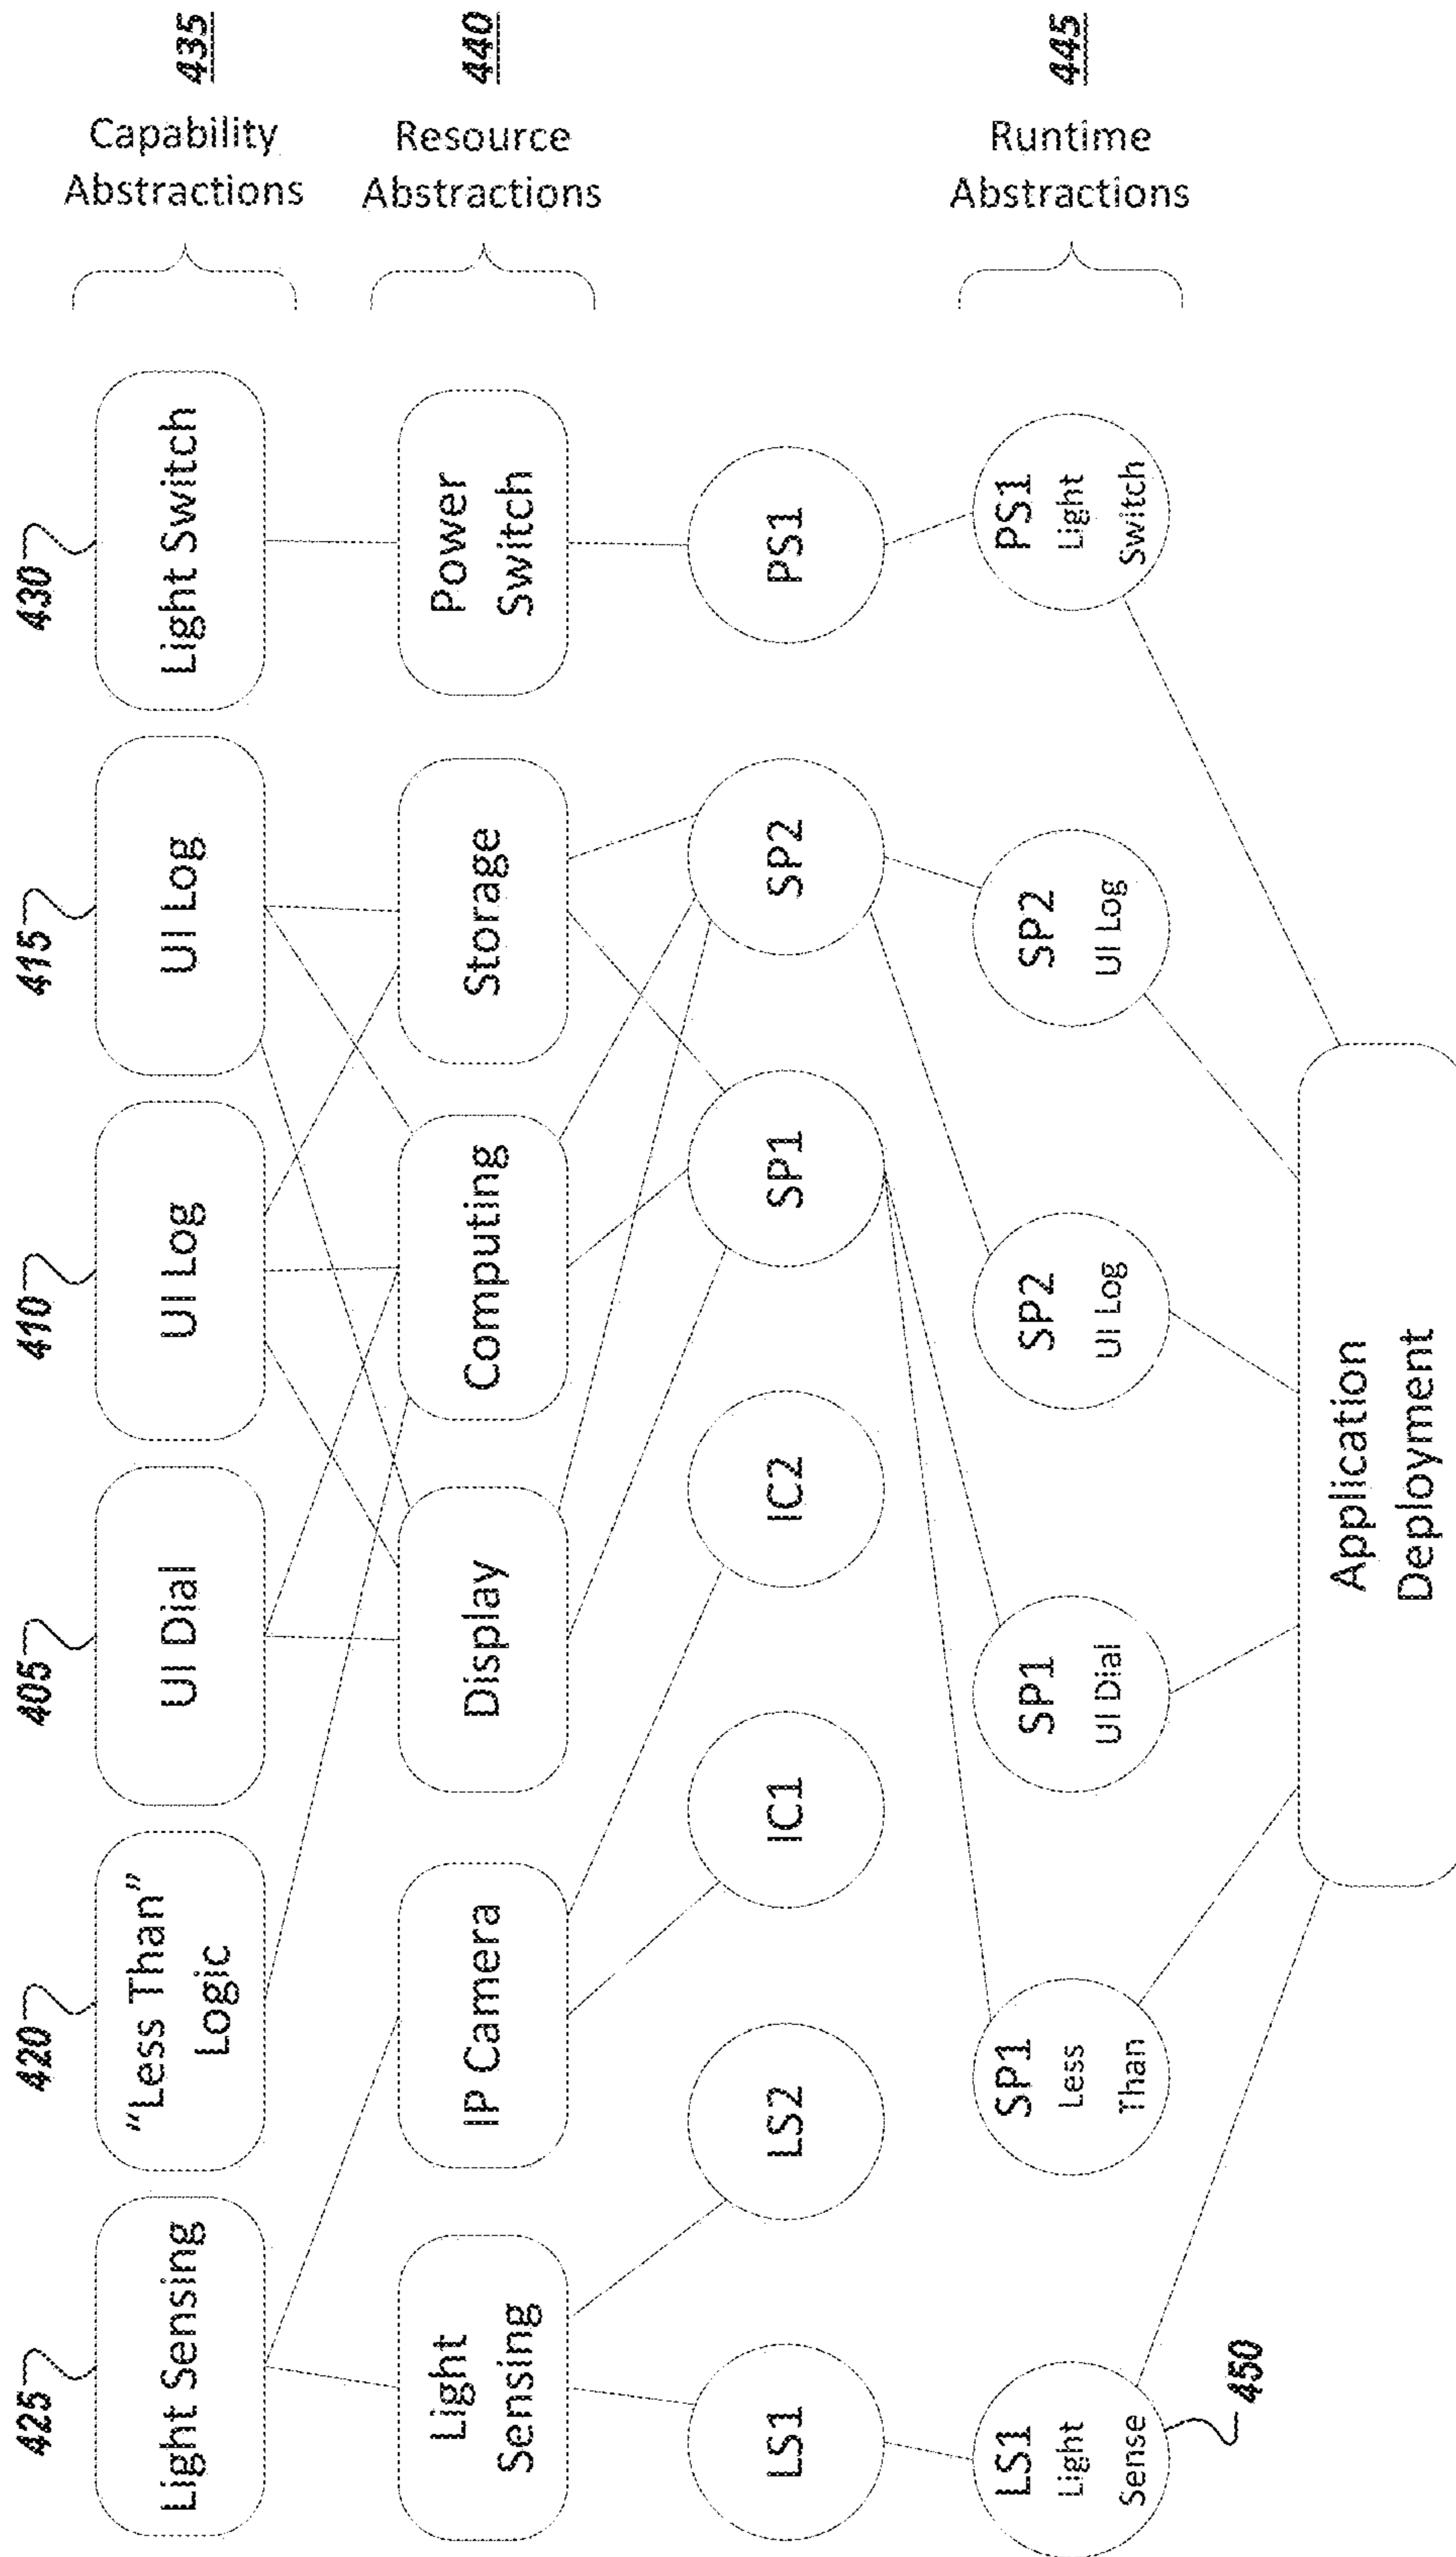 425
420
405
410
415
430
Light Sensing
"Less Than"
Logic
UI Dial
UI Log
UI Log
Light Switch
Capability
Abstractions
435
Light
Sensing
IP Camera
Display
Computing
Storage
Power
Switch
Resource
Abstractions
440
LS1
LS2
IC1
IC2
SP1
SP2
PS1
LS1
Light
Sense
SP1
Less
Than
SP1
UI Dial
SP2
UI Log
SP2
UI Log
PS1
Light
Switch
Runtime
Abstractions
445
450
Application
Deployment